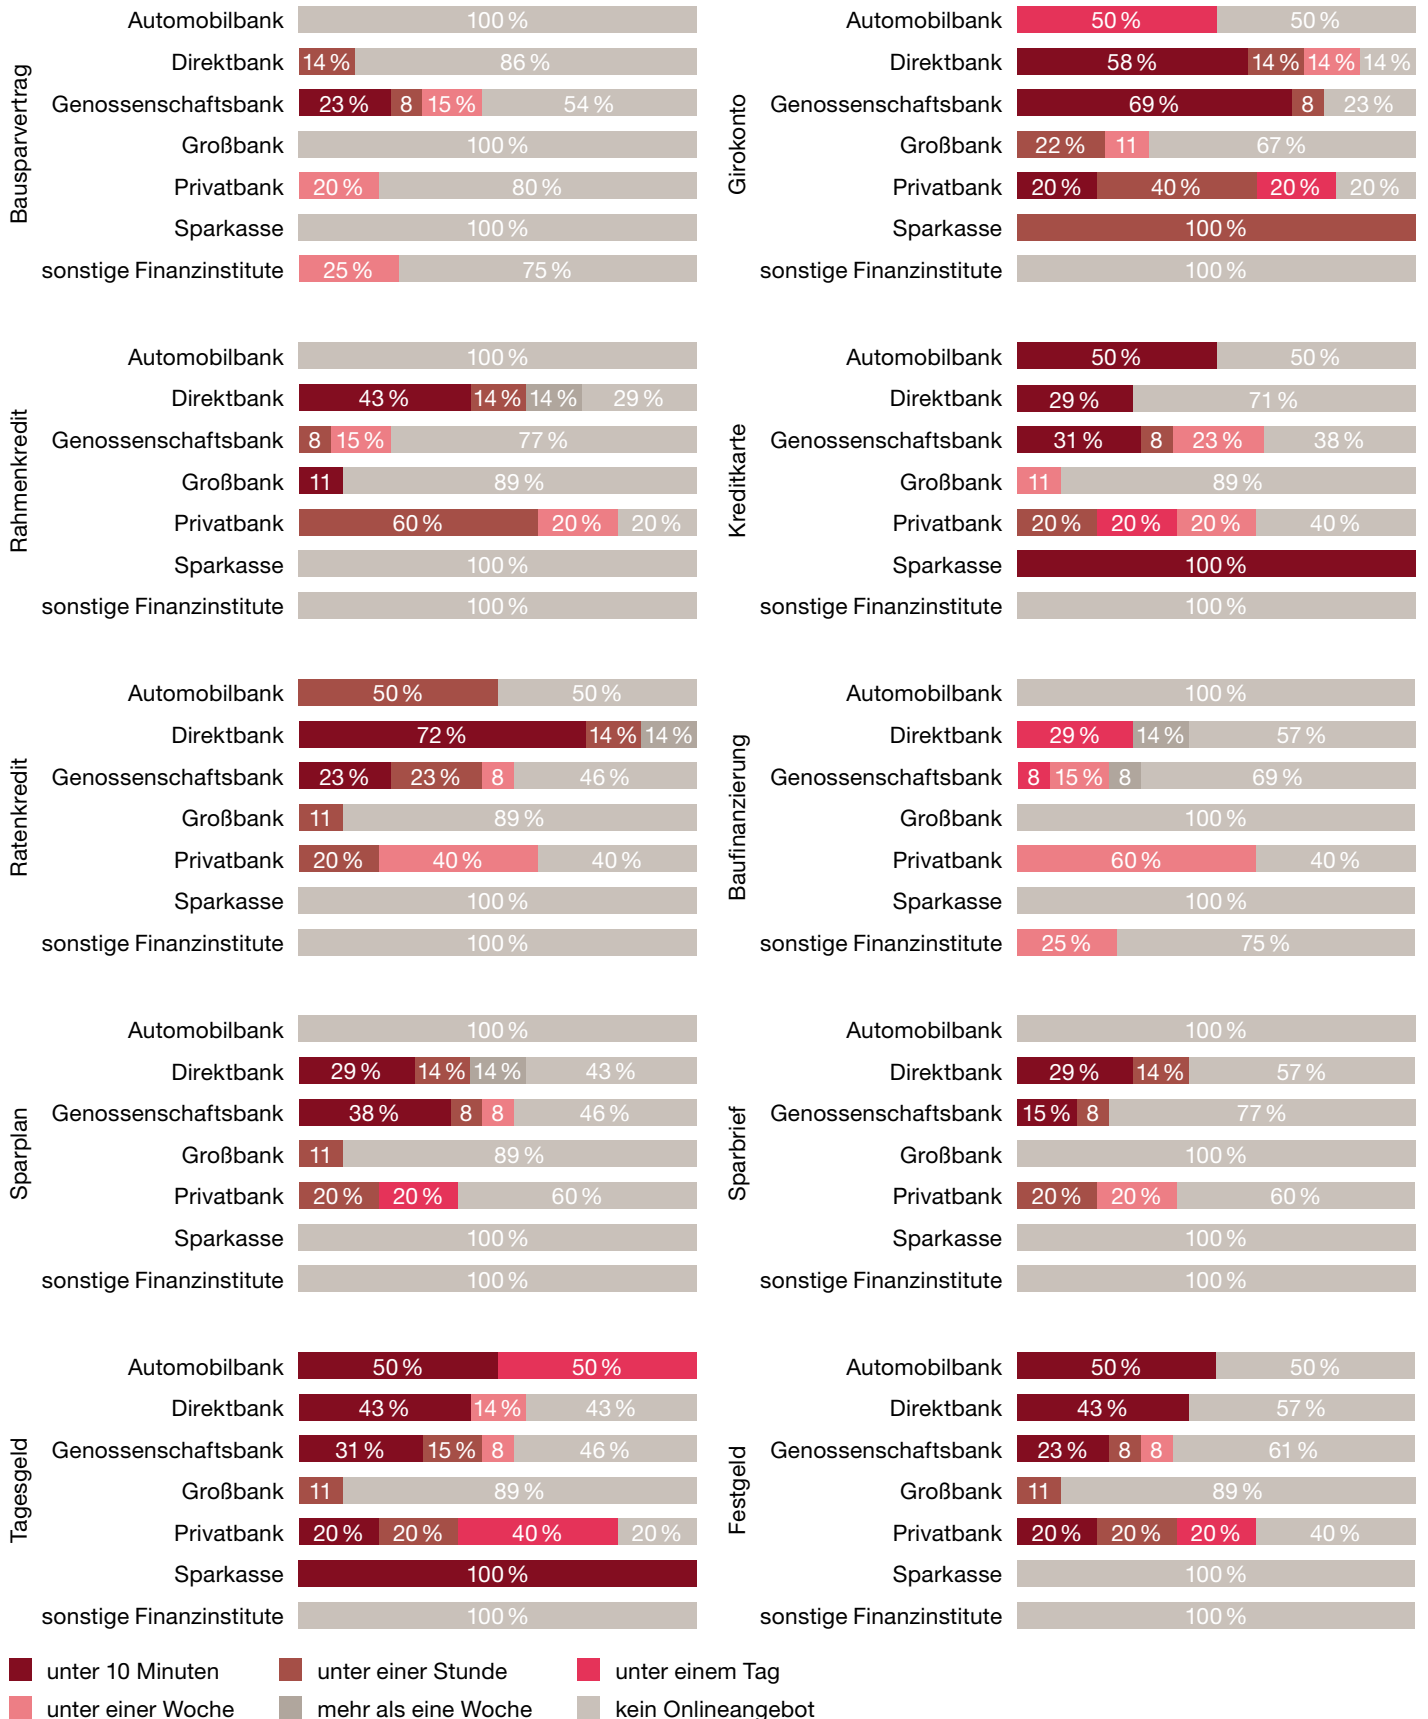 Bausparvertrag
Automobilbank 100 %
Direktbank 14 % 86 %
Genossenschaftsbank 23 % 8 15 % 54 %
Großbank 100 %
Privatbank 20 % 80 %
Sparkasse 100 %
sonstige Finanzinstitute 25 % 75 %
Girokonto
Automobilbank 50 % 50 %
Direktbank 58 % 14 % 14 % 14 %
Genossenschaftsbank 69 % 8 23 %
Großbank 22 % 11 67 %
Privatbank 20 % 40 % 20 % 20 %
Sparkasse 100 %
sonstige Finanzinstitute 100 %
Rahmenkredit
Automobilbank 100 %
Direktbank 43 % 14 % 14 % 29 %
Genossenschaftsbank 8 15 % 77 %
Großbank 11 89 %
Privatbank 60 % 20 % 20 %
Sparkasse 100 %
sonstige Finanzinstitute 100 %
Kreditkarte
Automobilbank 50 % 50 %
Direktbank 29 % 71 %
Genossenschaftsbank 31 % 8 23 % 38 %
Großbank 11 89 %
Privatbank 20 % 20 % 20 % 40 %
Sparkasse 100 %
sonstige Finanzinstitute 100 %
Ratenkredit
Automobilbank 50 % 50 %
Direktbank 72 % 14 % 14 %
Genossenschaftsbank 23 % 23 % 8 46 %
Großbank 11 89 %
Privatbank 20 % 40 % 40 %
Sparkasse 100 %
sonstige Finanzinstitute 100 %
Baufinanzierung
Automobilbank 100 %
Direktbank 29 % 14 % 57 %
Genossenschaftsbank 8 15 % 8 69 %
Großbank 100 %
Privatbank 60 % 40 %
Sparkasse 100 %
sonstige Finanzinstitute 25 % 75 %
Sparplan
Automobilbank 100 %
Direktbank 29 % 14 % 14 % 43 %
Genossenschaftsbank 38 % 8 8 46 %
Großbank 11 89 %
Privatbank 20 % 20 % 60 %
Sparkasse 100 %
sonstige Finanzinstitute 100 %
Sparbrief
Automobilbank 100 %
Direktbank 29 % 14 % 57 %
Genossenschaftsbank 15 % 8 77 %
Großbank 100 %
Privatbank 20 % 20 % 60 %
Sparkasse 100 %
sonstige Finanzinstitute 100 %
Tagesgeld
Automobilbank 50 % 50 %
Direktbank 43 % 14 % 43 %
Genossenschaftsbank 31 % 15 % 8 46 %
Großbank 11 89 %
Privatbank 20 % 20 % 40 % 20 %
Sparkasse 100 %
sonstige Finanzinstitute 100 %
Festgeld
Automobilbank 50 % 50 %
Direktbank 43 % 57 %
Genossenschaftsbank 23 % 8 8 61 %
Großbank 11 89 %
Privatbank 20 % 20 % 20 % 40 %
Sparkasse 100 %
sonstige Finanzinstitute 100 %
unter 10 Minuten unter einer Stunde unter einem Tag
unter einer Woche mehr als eine Woche kein Onlineangebot